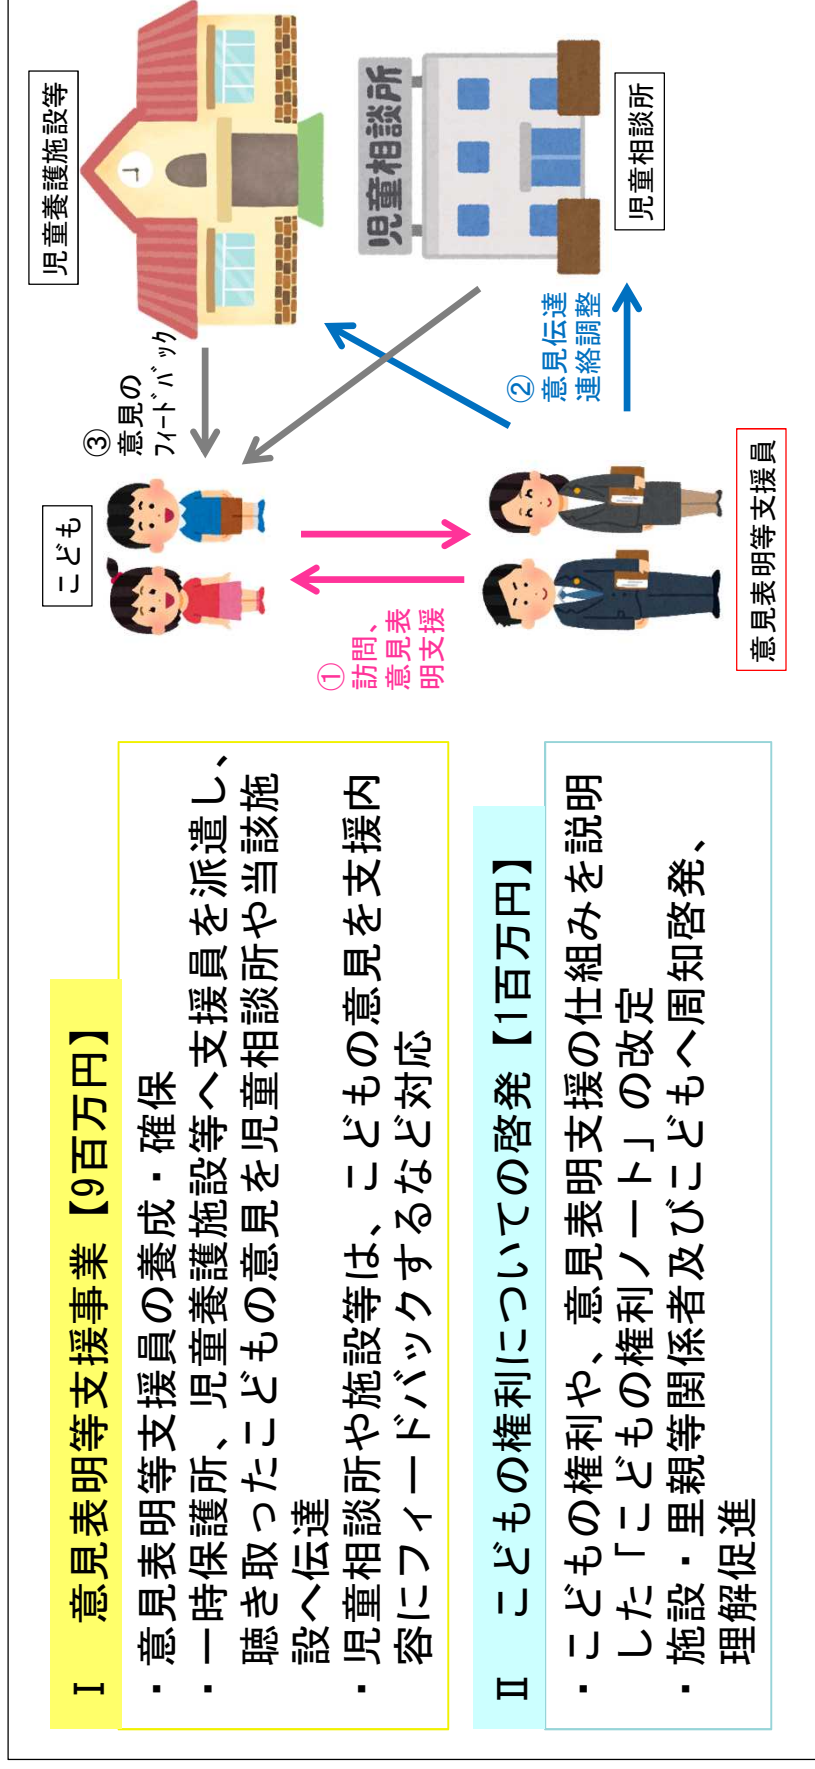 Ⅰ　意見表明等支援事業【9百万円】
・意見表明等支援員の養成・確保
・一時保護所、児童養護施設等へ支援員を派遣し、
聴き取ったこどもの意見を児童相談所や当該施
設へ伝達
・児童相談所や施設等は、こどもの意見を支援内
容にフィードバックするなど対応
Ⅱ　こどもの権利についての啓発【1百万円】
・こどもの権利や、意見表明支援の仕組みを説明
した「こどもの権利ノート」の改定
・施設・里親等関係者及びこどもへ周知啓発、
理解促進
こども
児童養護施設等
③
意見の
フィードバック
①
訪問、
意見表
明支援
②
意見伝達
連絡調整
児童相談所
児童相談所
意見表明等支援員